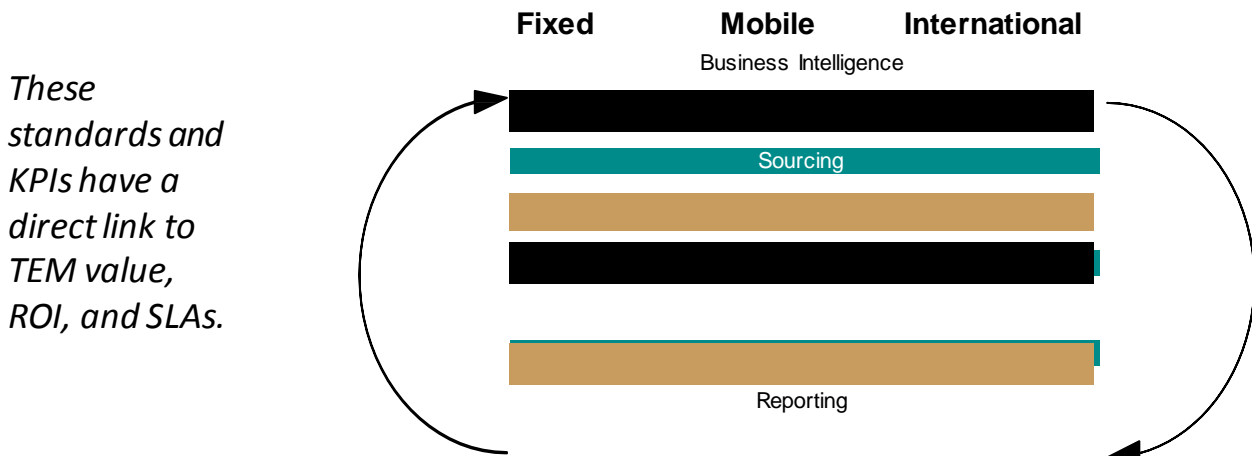 Fixed Mobile International
Business Intelligence
These
standards and
KPIs have a
direct link to
TEM value,
ROI, and SLAs.
Sourcing
Reporting